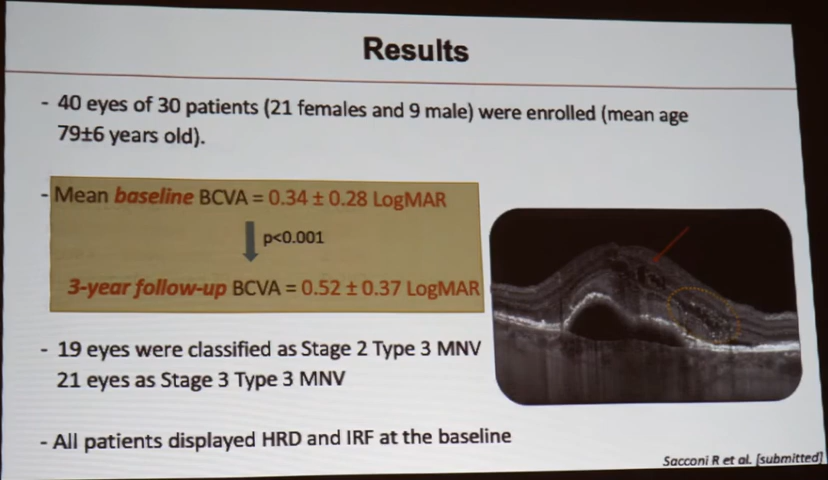 Results
- 40 eyes of 30 patients (21 females and 9 male) were enrolled (mean age
79±6 years old).
- Mean baseline BCVA = 0.34 ± 0.28 LogMAR
p<0.001
3-year follow-up BCVA = 0.52 ± 0.37 LogMAR
- 19 eyes were classified as Stage 2 Type 3 MNV
21 eyes as Stage 3 Type 3 MNV
- All patients displayed HRD and IRF at the baseline
Sacconi R et al. [submitted]